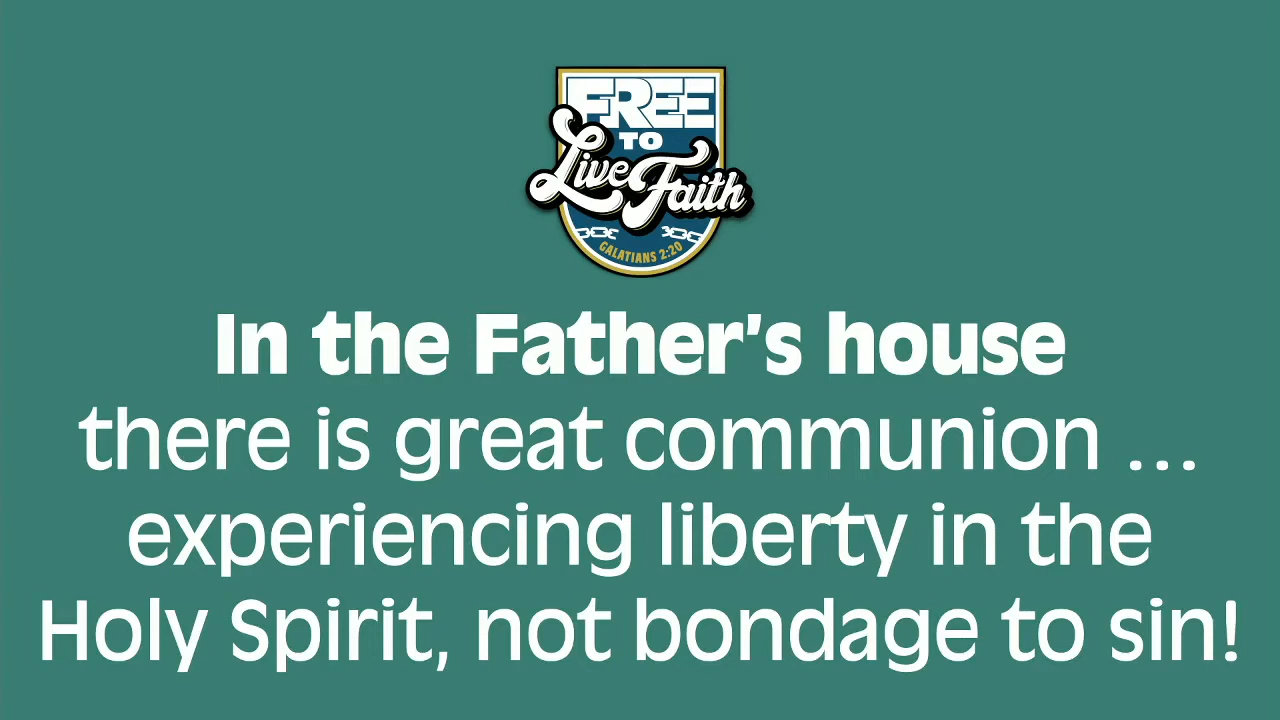 FREE
TO
Live Faith
GALATIANS 2:20
In the Father's house
there is great communion ...
experiencing liberty in the
Holy Spirit, not bondage to sin!